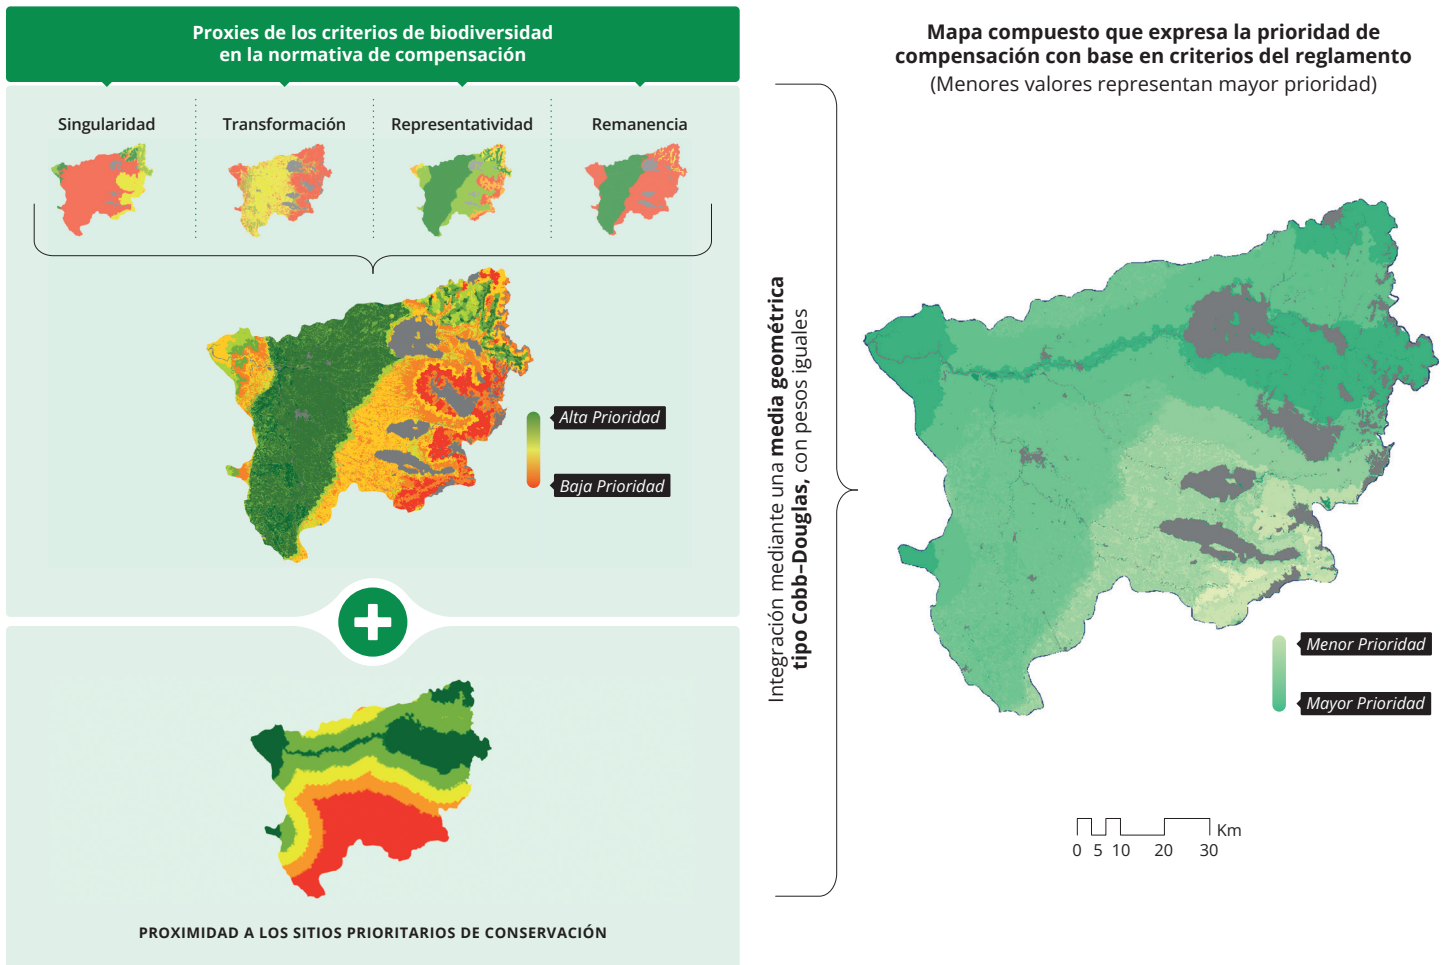 Proxies de los criterios de biodiversidad
en la normativa de compensación
Singularidad
Transformación
Representatividad
Remanencia
Alta Prioridad
Baja Prioridad
PROXIMIDAD A LOS SITIOS PRIORITARIOS DE CONSERVACIÓN
Integración mediante una media geométrica
tipo Cobb–Douglas, con pesos iguales
Mapa compuesto que expresa la prioridad de
compensación con base en criterios del reglamento
(Menores valores representan mayor prioridad)
Menor Prioridad
Mayor Prioridad
Km
0 5 10 20 30